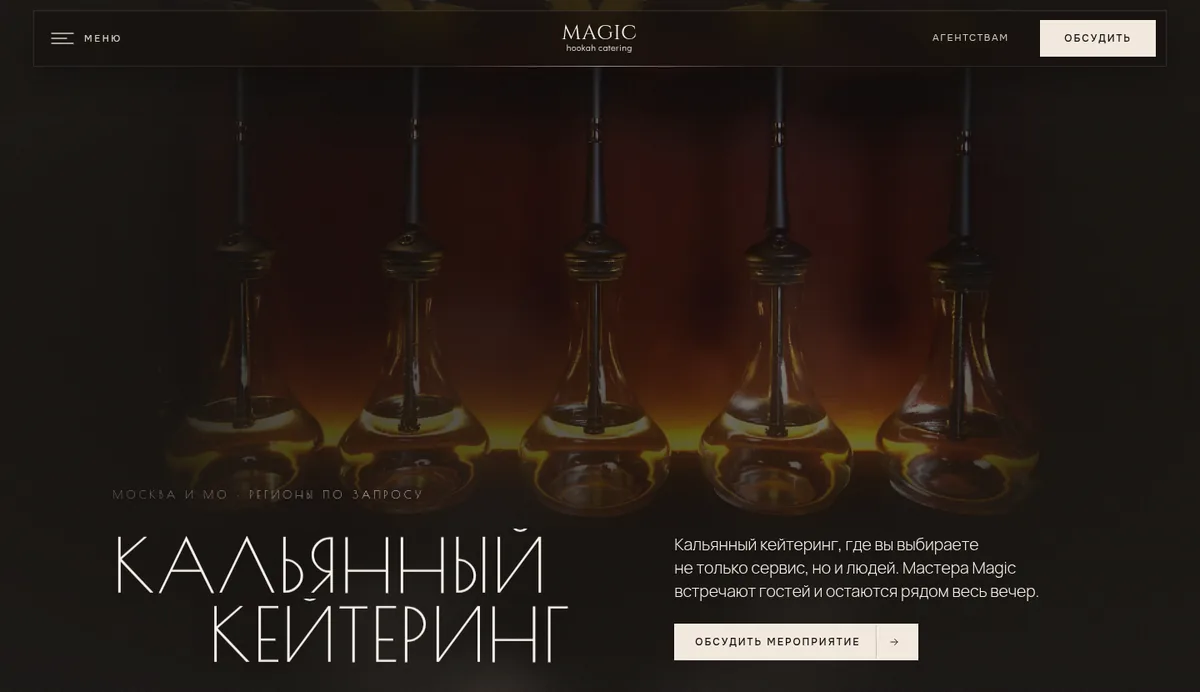 МЕНЮ
MAGIC
hookah catering
АГЕНТСТВАМ
ОБСУДИТЬ
МОСКВА И МО · РЕГИОНЫ ПО ЗАПРОСУ
КАЛЬЯННЫЙ
КЕЙТЕРИНГ
Кальянный кейтеринг, где вы выбираете
не только сервис, но и людей. Мастера Magic
встречают гостей и остаются рядом весь вечер.
ОБСУДИТЬ МЕРОПРИЯТИЕ →